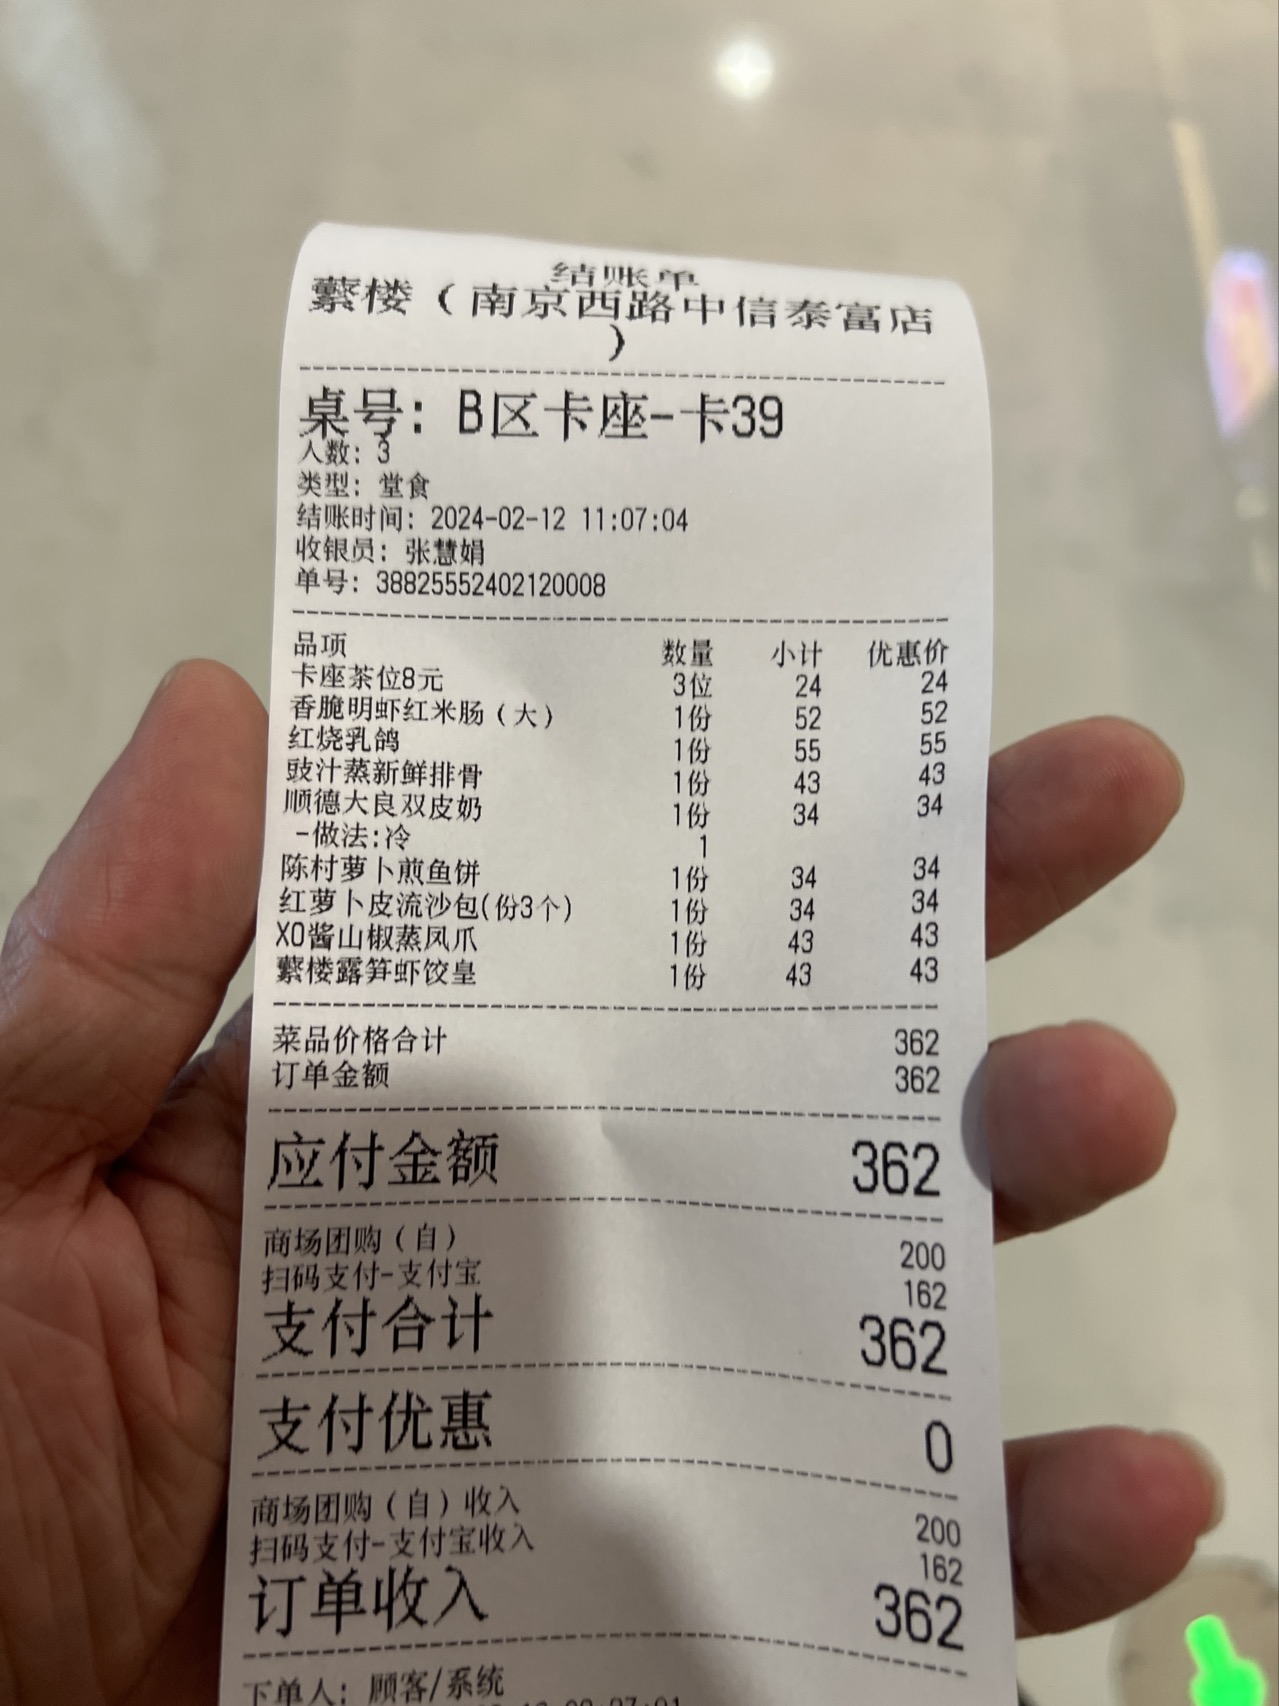 结账单
蘩楼（南京西路中信泰富店
）
桌号: B区卡座-卡39
人数: 3
类型: 堂食
结账时间: 2024-02-12 11:07:04
收银员: 张慧娟
单号: 38825552402120008
品项 数量 小计 优惠价
卡座茶位8元 3位 24 24
香脆明虾红米肠（大） 1份 52 52
红烧乳鸽 1份 55 55
豉汁蒸新鲜排骨 1份 43 43
顺德大良双皮奶 1份 34 34
-做法:冷 1
陈村萝卜煎鱼饼 1份 34 34
红萝卜皮流沙包(份3个) 1份 34 34
XO酱山椒蒸凤爪 1份 43 43
蘩楼露笋虾饺皇 1份 43 43
菜品价格合计 362
订单金额 362
应付金额 362
商场团购（自） 200
扫码支付-支付宝 162
支付合计 362
支付优惠 0
商场团购（自）收入 200
扫码支付-支付宝收入 162
订单收入 362
下单人: 顾客/系统